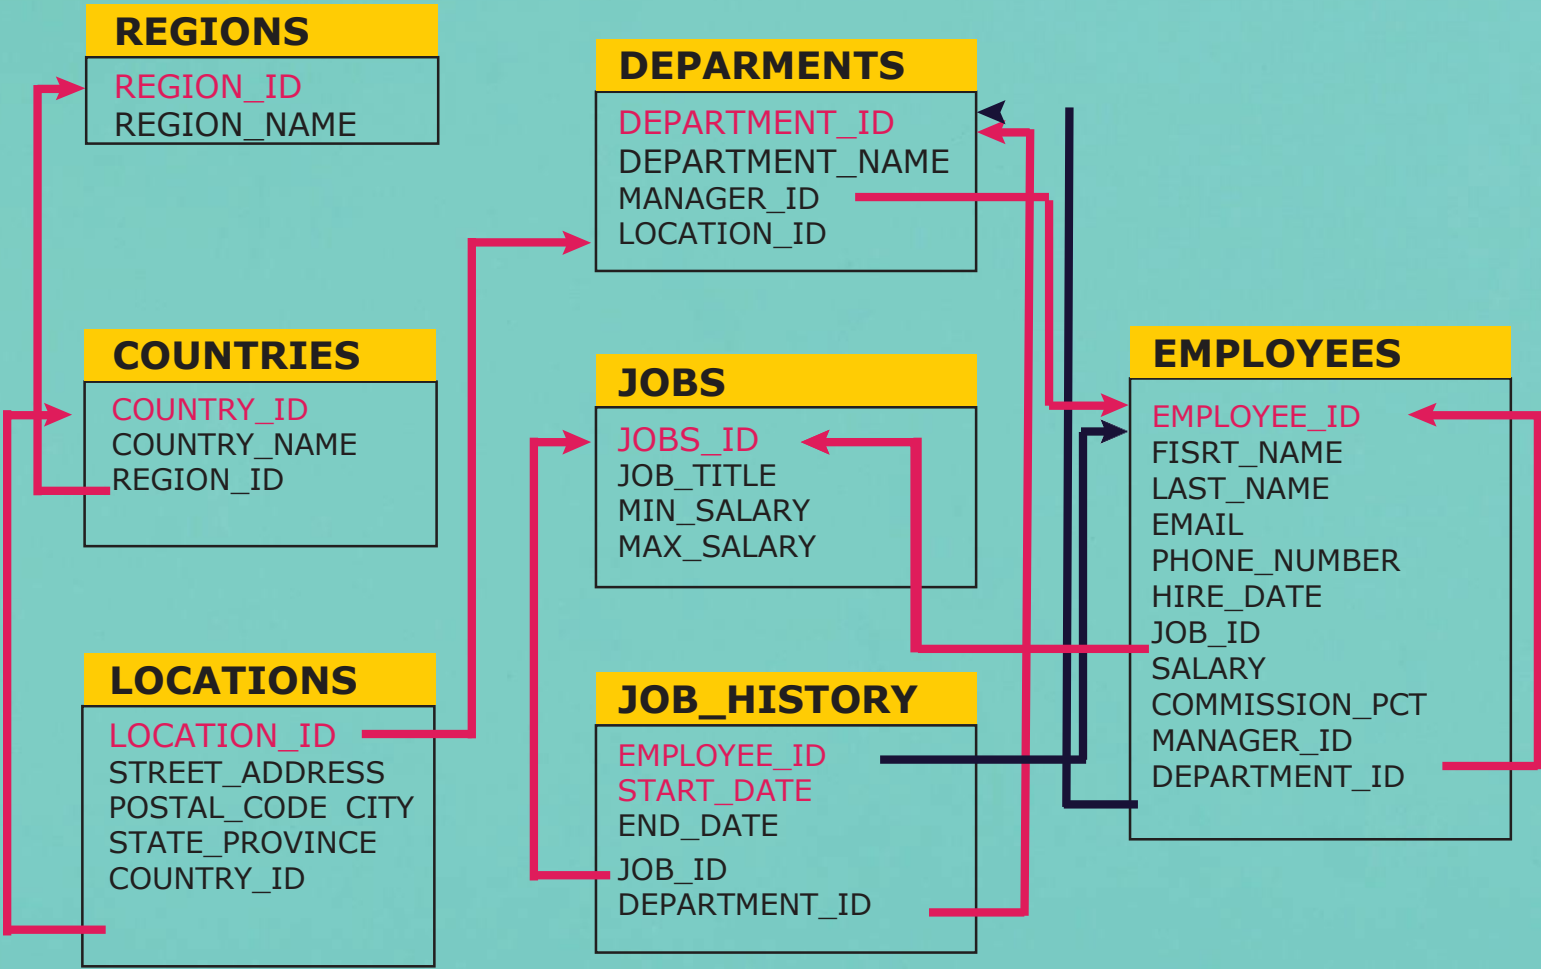 REGIONS
REGION_ID
REGION_NAME
COUNTRIES
COUNTRY_ID
COUNTRY_NAME
REGION_ID
LOCATIONS
LOCATION_ID
STREET_ADDRESS
POSTAL_CODE CITY
STATE_PROVINCE
COUNTRY_ID
DEPARMENTS
DEPARTMENT_ID
DEPARTMENT_NAME
MANAGER_ID
LOCATION_ID
JOBS
JOBS_ID
JOB_TITLE
MIN_SALARY
MAX_SALARY
JOB_HISTORY
EMPLOYEE_ID
START_DATE
END_DATE
JOB_ID
DEPARTMENT_ID
EMPLOYEES
EMPLOYEE_ID
FISRT_NAME
LAST_NAME
EMAIL
PHONE_NUMBER
HIRE_DATE
JOB_ID
SALARY
COMMISSION_PCT
MANAGER_ID
DEPARTMENT_ID